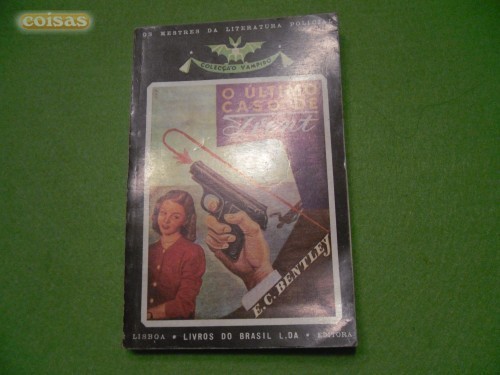 coisas
OS MESTRES DA LITERATURA POLICIAL
COLECÇÃO VAMPIRO
O ÚLTIMO
CASO DE
Trent
E.C. BENTLEY
LISBOA * LIVROS DO BRASIL L.DA * EDITORA